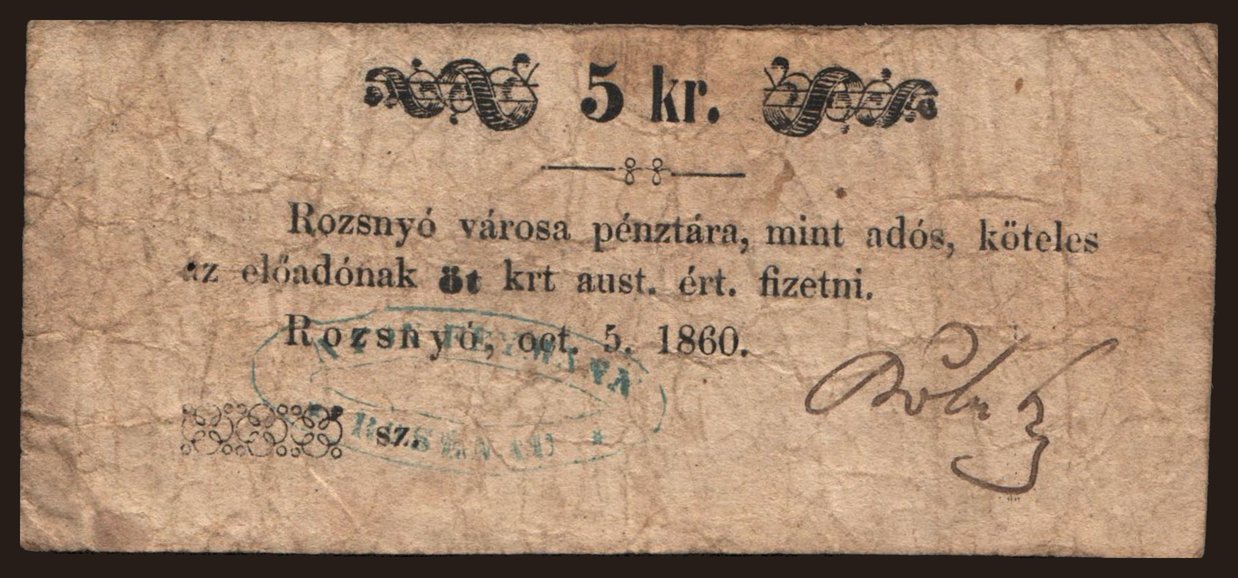 5 kr.
Rozsnyó városa pénztára, mint adós, köteles
az előadónak öt krt aust. ért. fizetni.
Rozsnyó, oct. 5. 1860.
sz.